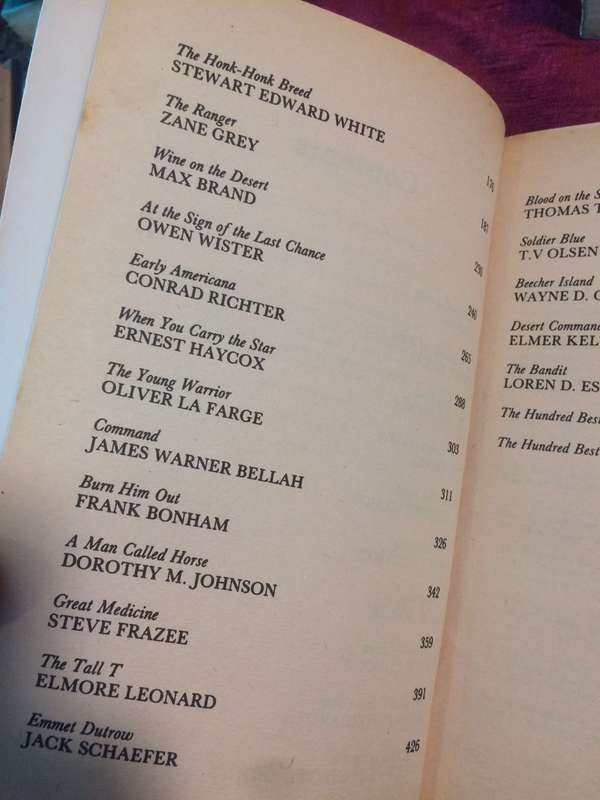 The Honk-Honk Breed
STEWART EDWARD WHITE
The Ranger
ZANE GREY
Wine on the Desert
MAX BRAND
At the Sign of the Last Chance
OWEN WISTER 240
Early Americana
CONRAD RICHTER 265
When You Carry the Star
ERNEST HAYCOX 288
The Young Warrior
OLIVER LA FARGE 303
Command
JAMES WARNER BELLAH 311
Burn Him Out
FRANK BONHAM 326
A Man Called Horse
DOROTHY M. JOHNSON 342
Great Medicine
STEVE FRAZEE 359
The Tall T
ELMORE LEONARD 391
Emmet Dutrow
JACK SCHAEFER 426
Blood on the S
THOMAS T
Soldier Blue
T.V OLSEN
Beecher Island
WAYNE D.
Desert Command
ELMER KEL
The Bandit
LOREN D. ES
The Hundred Best
The Hundred Best